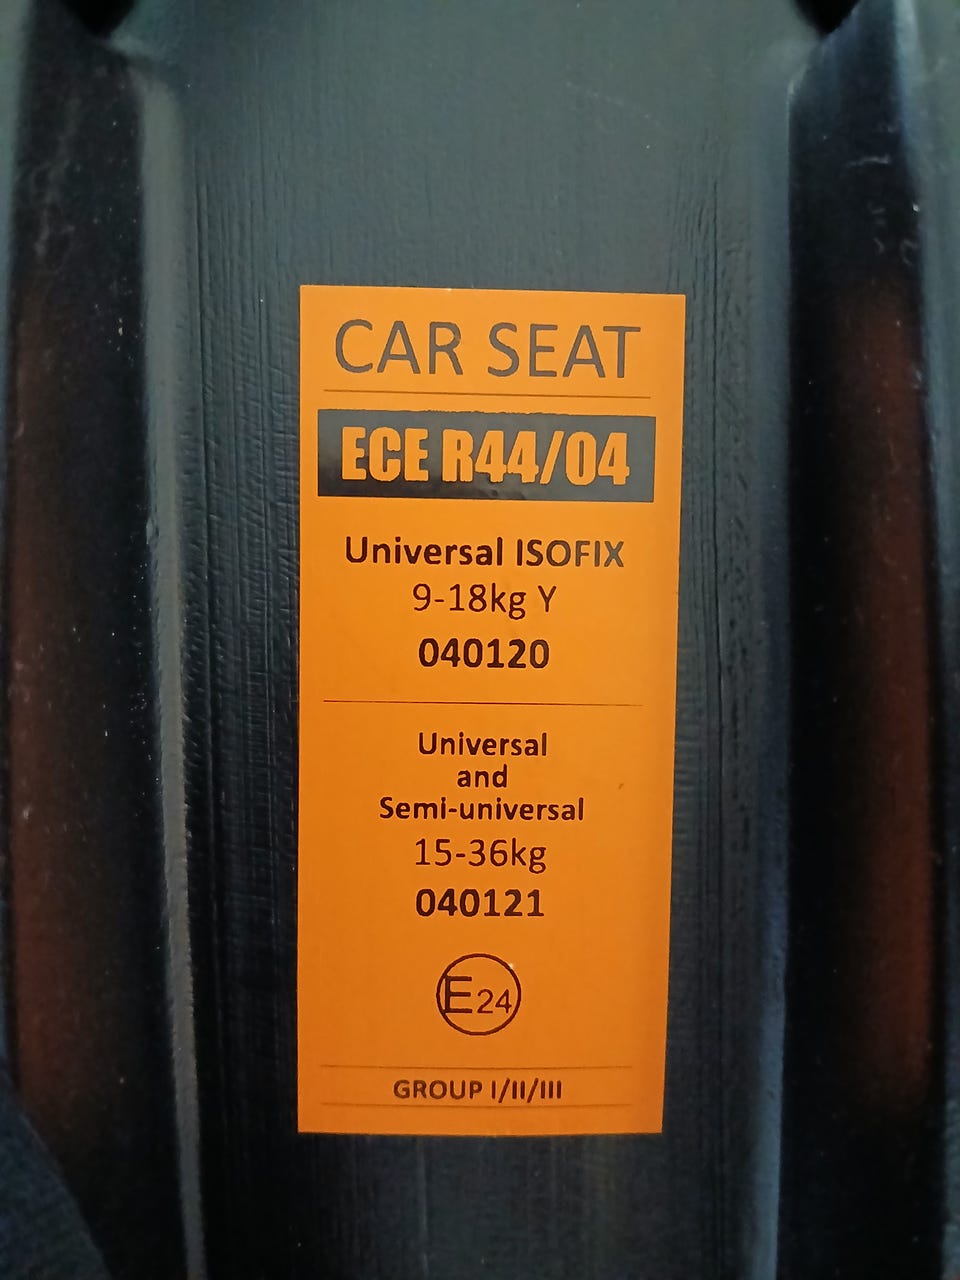 CAR SEAT
ECE R44/04
Universal ISOFIX
9-18kg Y
040120
Universal
and
Semi-universal
15-36kg
040121
E24
GROUP I/II/III